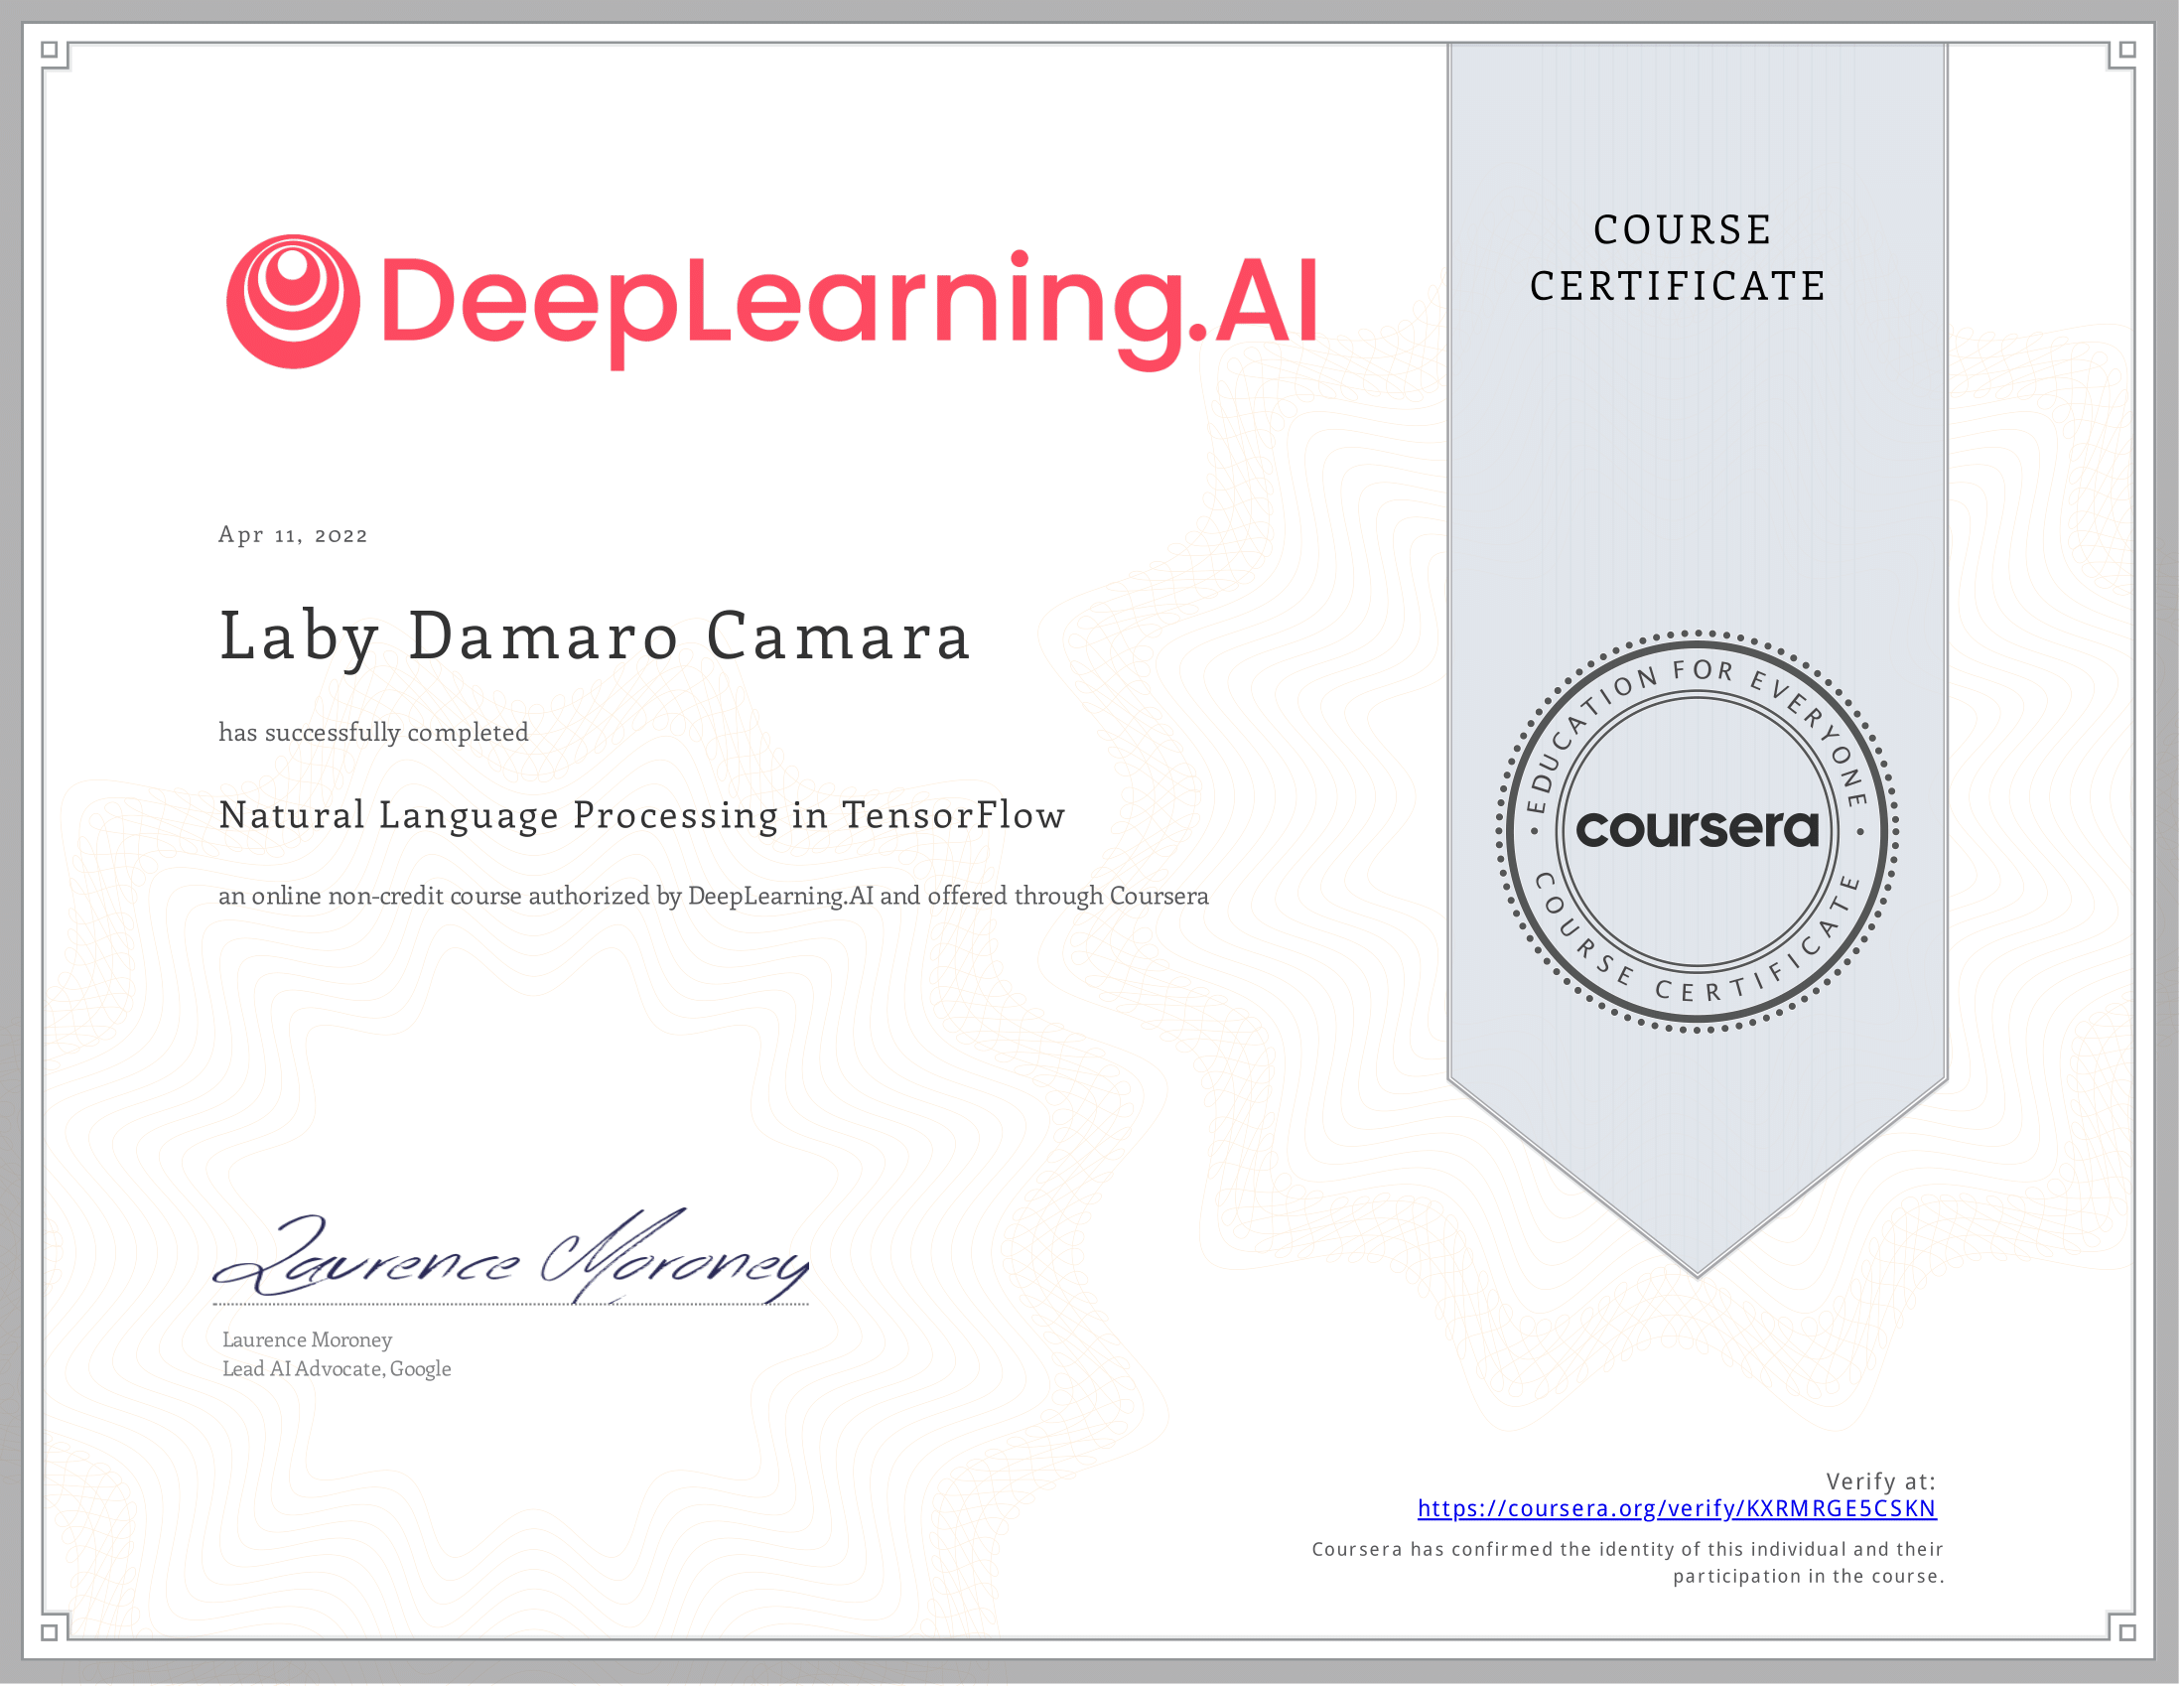 DeepLearning.AI
COURSE
CERTIFICATE
Apr 11, 2022
Laby Damaro Camara
has successfully completed
Natural Language Processing in TensorFlow
an online non-credit course authorized by DeepLearning.AI and offered through Coursera
EDUCATION FOR EVERYONE
coursera
COURSE CERTIFICATE
Laurence Moroney
Laurence Moroney
Lead AI Advocate, Google
Verify at:
https://coursera.org/verify/KXRMRGE5CSKN
Coursera has confirmed the identity of this individual and their
participation in the course.